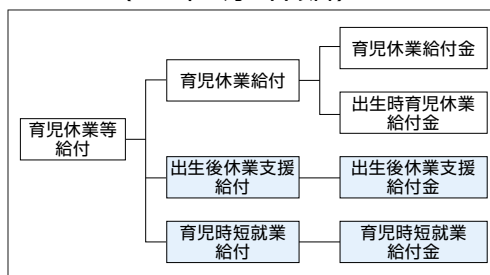 育児休業等
給付
育児休業給付
育児休業給付金
出生時育児休業
給付金
出生後休業支援
給付
出生後休業支援
給付金
育児時短就業
給付
育児時短就業
給付金